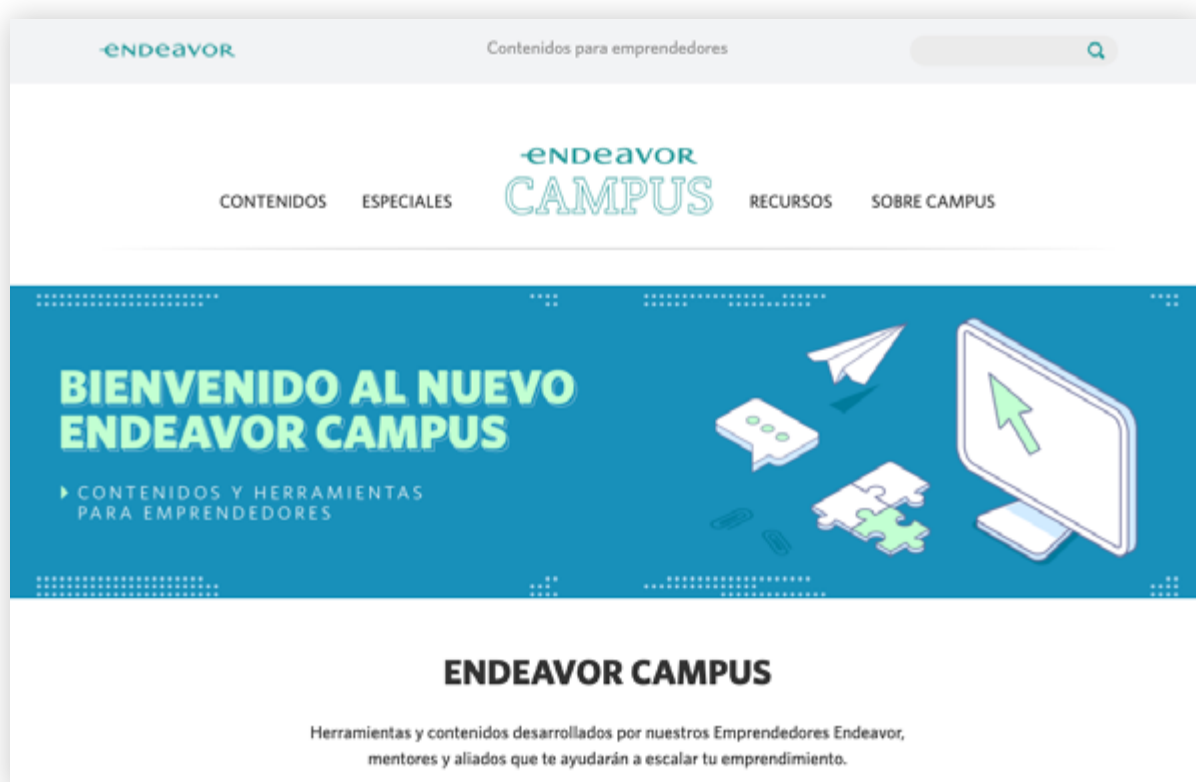 endeavor
Contenidos para emprendedores
endeavor
CAMPUS
CONTENIDOS
ESPECIALES
RECURSOS
SOBRE CAMPUS
BIENVENIDO AL NUEVO
ENDEAVOR CAMPUS
CONTENIDOS Y HERRAMIENTAS
PARA EMPRENDEDORES
ENDEAVOR CAMPUS
Herramientas y contenidos desarrollados por nuestros Emprendedores Endeavor,
mentores y aliados que te ayudarán a escalar tu emprendimiento.